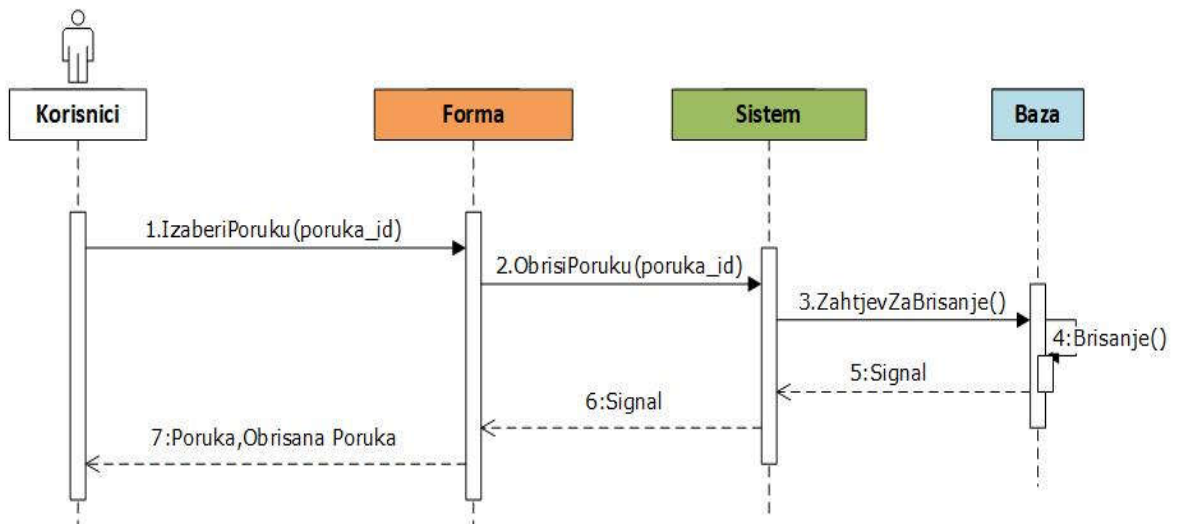 Korisnici
Forma
Sistem
Baza
1.IzaberiPoruku(poruka_id)
2.ObrisiPoruku(poruka_id)
3.ZahtjevZaBrisanje()
4:Brisanje()
5:Signal
6:Signal
7:Poruka,Obrisana Poruka